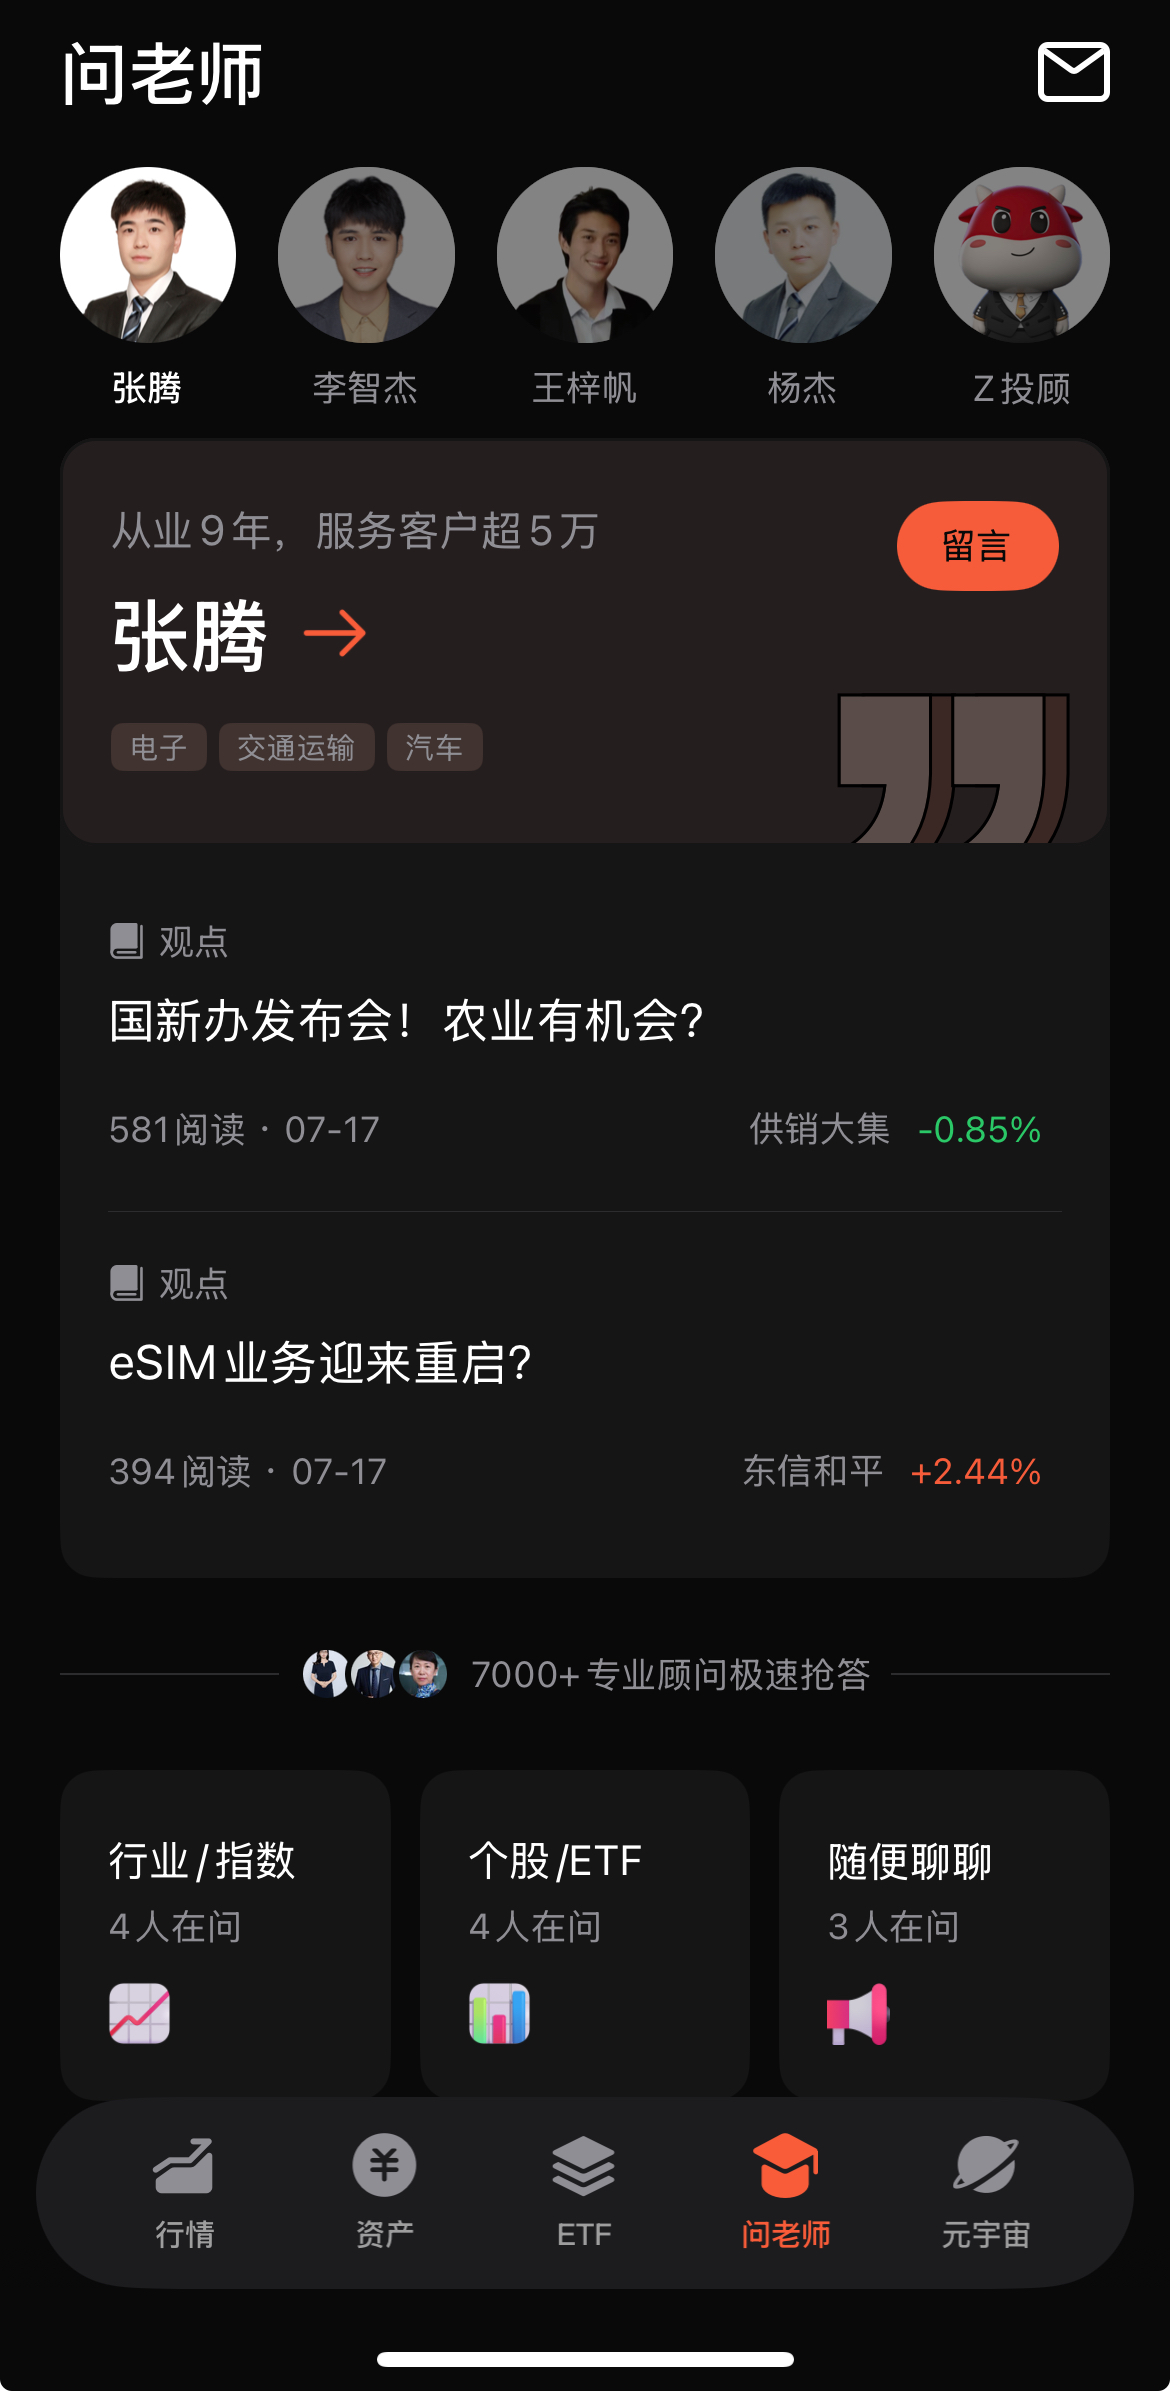 问老师
张腾 李智杰 王梓帆 杨杰 Z投顾
从业9年，服务客户超5万
留言
张腾
电子 交通运输 汽车
观点
国新办发布会！农业有机会?
581阅读 · 07-17 供销大集 -0.85%
观点
eSIM业务迎来重启?
394阅读 · 07-17 东信和平 +2.44%
7000+专业顾问极速抢答
行业/指数 个股/ETF 随便聊聊
4人在问 4人在问 3人在问
行情 资产 ETF 问老师 元宇宙